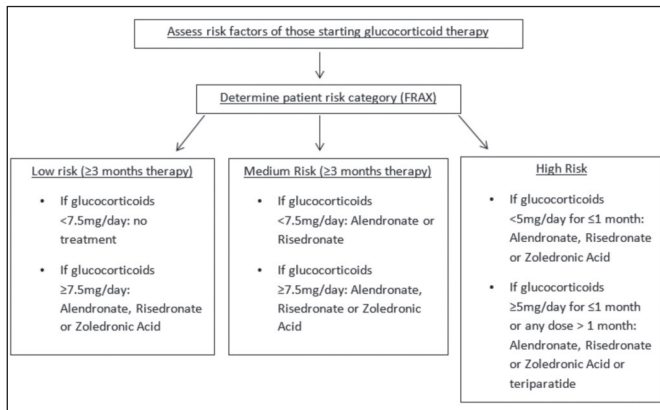 Assess risk factors of those starting glucocorticoid therapy
Determine patient risk category (FRAX)
Low risk (≥3 months therapy)
• If glucocorticoids
<7.5mg/day: no
treatment
• If glucocorticoids
≥7.5mg/day:
Alendronate, Risedronate
or Zoledronic Acid
Medium Risk (≥3 months therapy)
• If glucocorticoids
<7.5mg/day: Alendronate or
Risedronate
• If glucocorticoids
≥7.5mg/day: Alendronate,
Risedronate or Zoledronic
Acid
High Risk
• If glucocorticoids
<5mg/day for ≤1 month:
Alendronate, Risedronate
or Zoledronic Acid
• If glucocorticoids
≥5mg/day for ≤1 month
or any dose > 1 month:
Alendronate, Risedronate
or Zoledronic Acid or
teriparatide